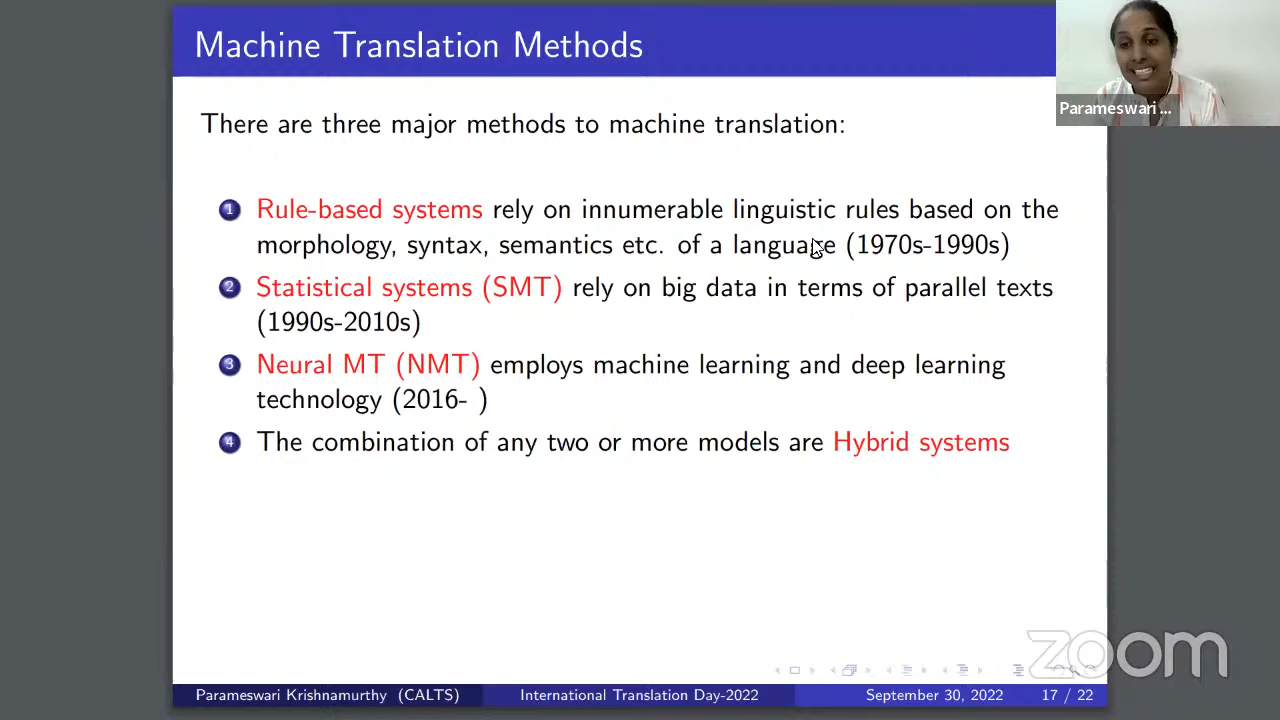 Machine Translation Methods
Parameswari ...
There are three major methods to machine translation:
1 Rule-based systems rely on innumerable linguistic rules based on the
morphology, syntax, semantics etc. of a language (1970s-1990s)
2 Statistical systems (SMT) rely on big data in terms of parallel texts
(1990s-2010s)
3 Neural MT (NMT) employs machine learning and deep learning
technology (2016- )
4 The combination of any two or more models are Hybrid systems
zoom
Parameswari Krishnamurthy (CALTS) International Translation Day-2022 September 30, 2022 17 / 22